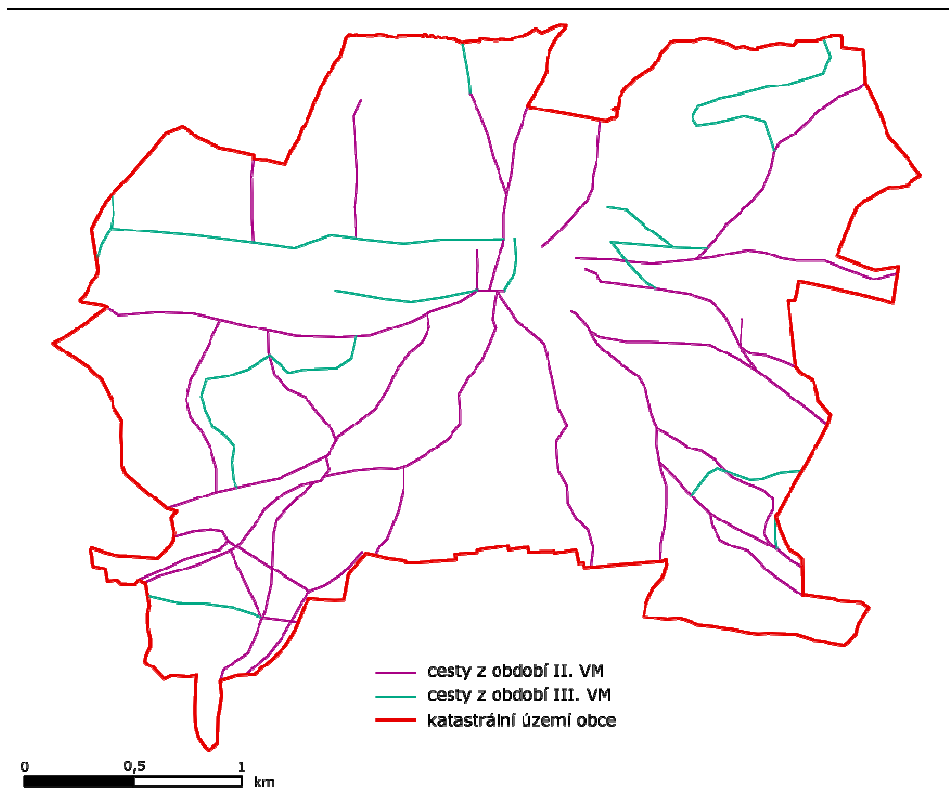 cesty z období II. VM
cesty z období III. VM
katastrální území obce
0 0,5 1
km